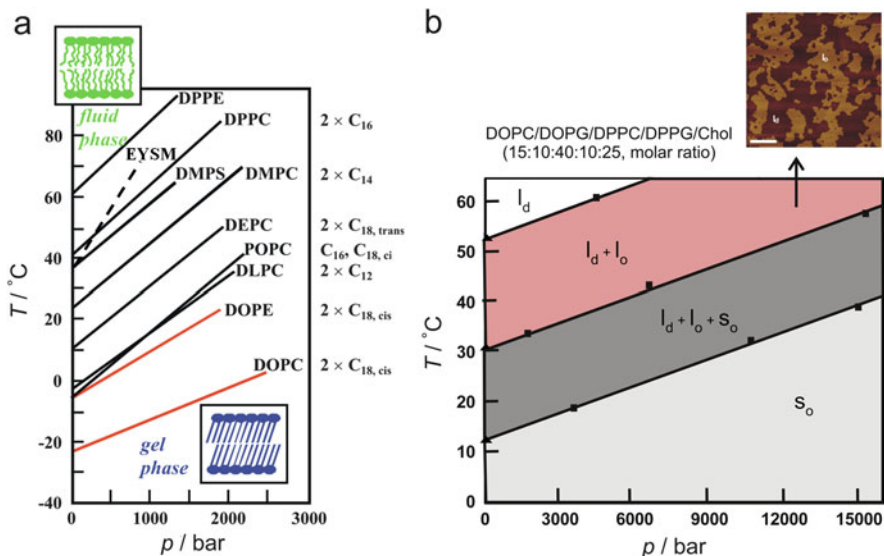 a
fluid
phase
DPPE
DPPC
EYSM
DMPS
DMPC
DEPC
POPC
DLPC
DOPE
DOPC
2 × C16
2 × C14
2 × C18, trans
C16, C18, ci
2 × C12
2 × C18, cis
2 × C18, cis
gel
phase
80
60
40
20
0
-20
-40
T / °C
0 1000 2000 3000
p / bar
b
DOPC/DOPG/DPPC/DPPG/Chol
(15:10:40:10:25, molar ratio)
lo
ld
ld
ld + lo
ld + lo + so
so
60
50
40
30
20
10
0
T / °C
0 3000 6000 9000 12000 15000
p / bar